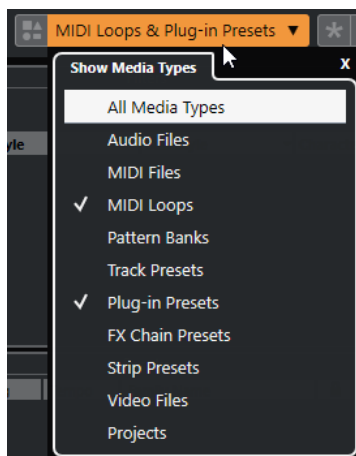 MIDI Loops & Plug-in Presets
Show Media Types
X
All Media Types
Audio Files
yle
MIDI Files
MIDI Loops
Pattern Banks
Track Presets
Plug-in Presets
FX Chain Presets
Strip Presets
Video Files
Projects